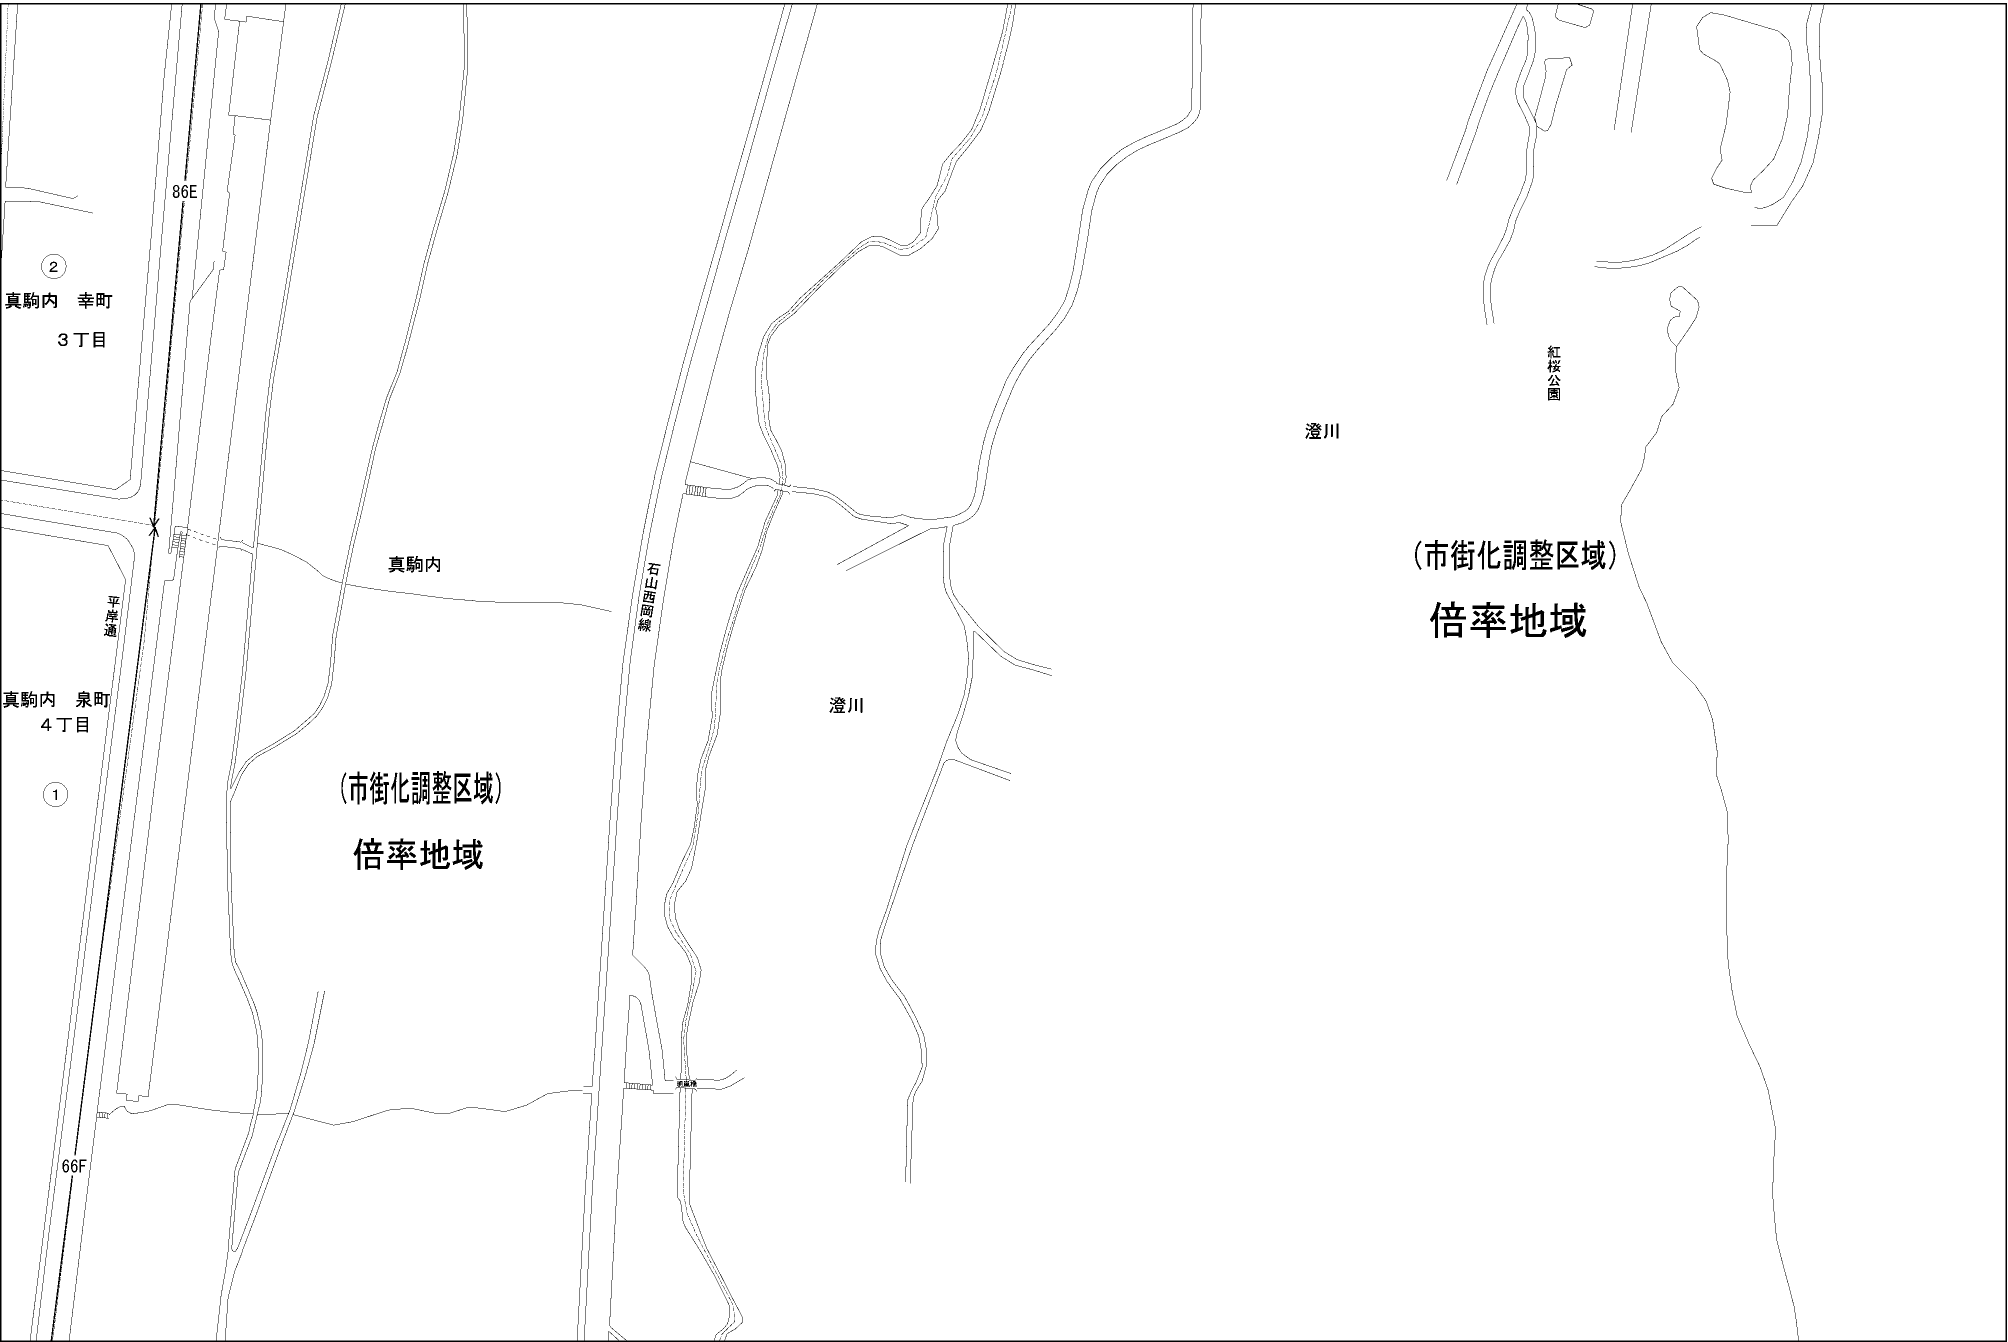 86E
2
真駒内　幸町
３丁目
紅桜公園
澄川
（市街化調整区域）
倍率地域
真駒内
石山西岡線
平岸通
真駒内　泉町
４丁目
澄川
1
（市街化調整区域）
倍率地域
66F